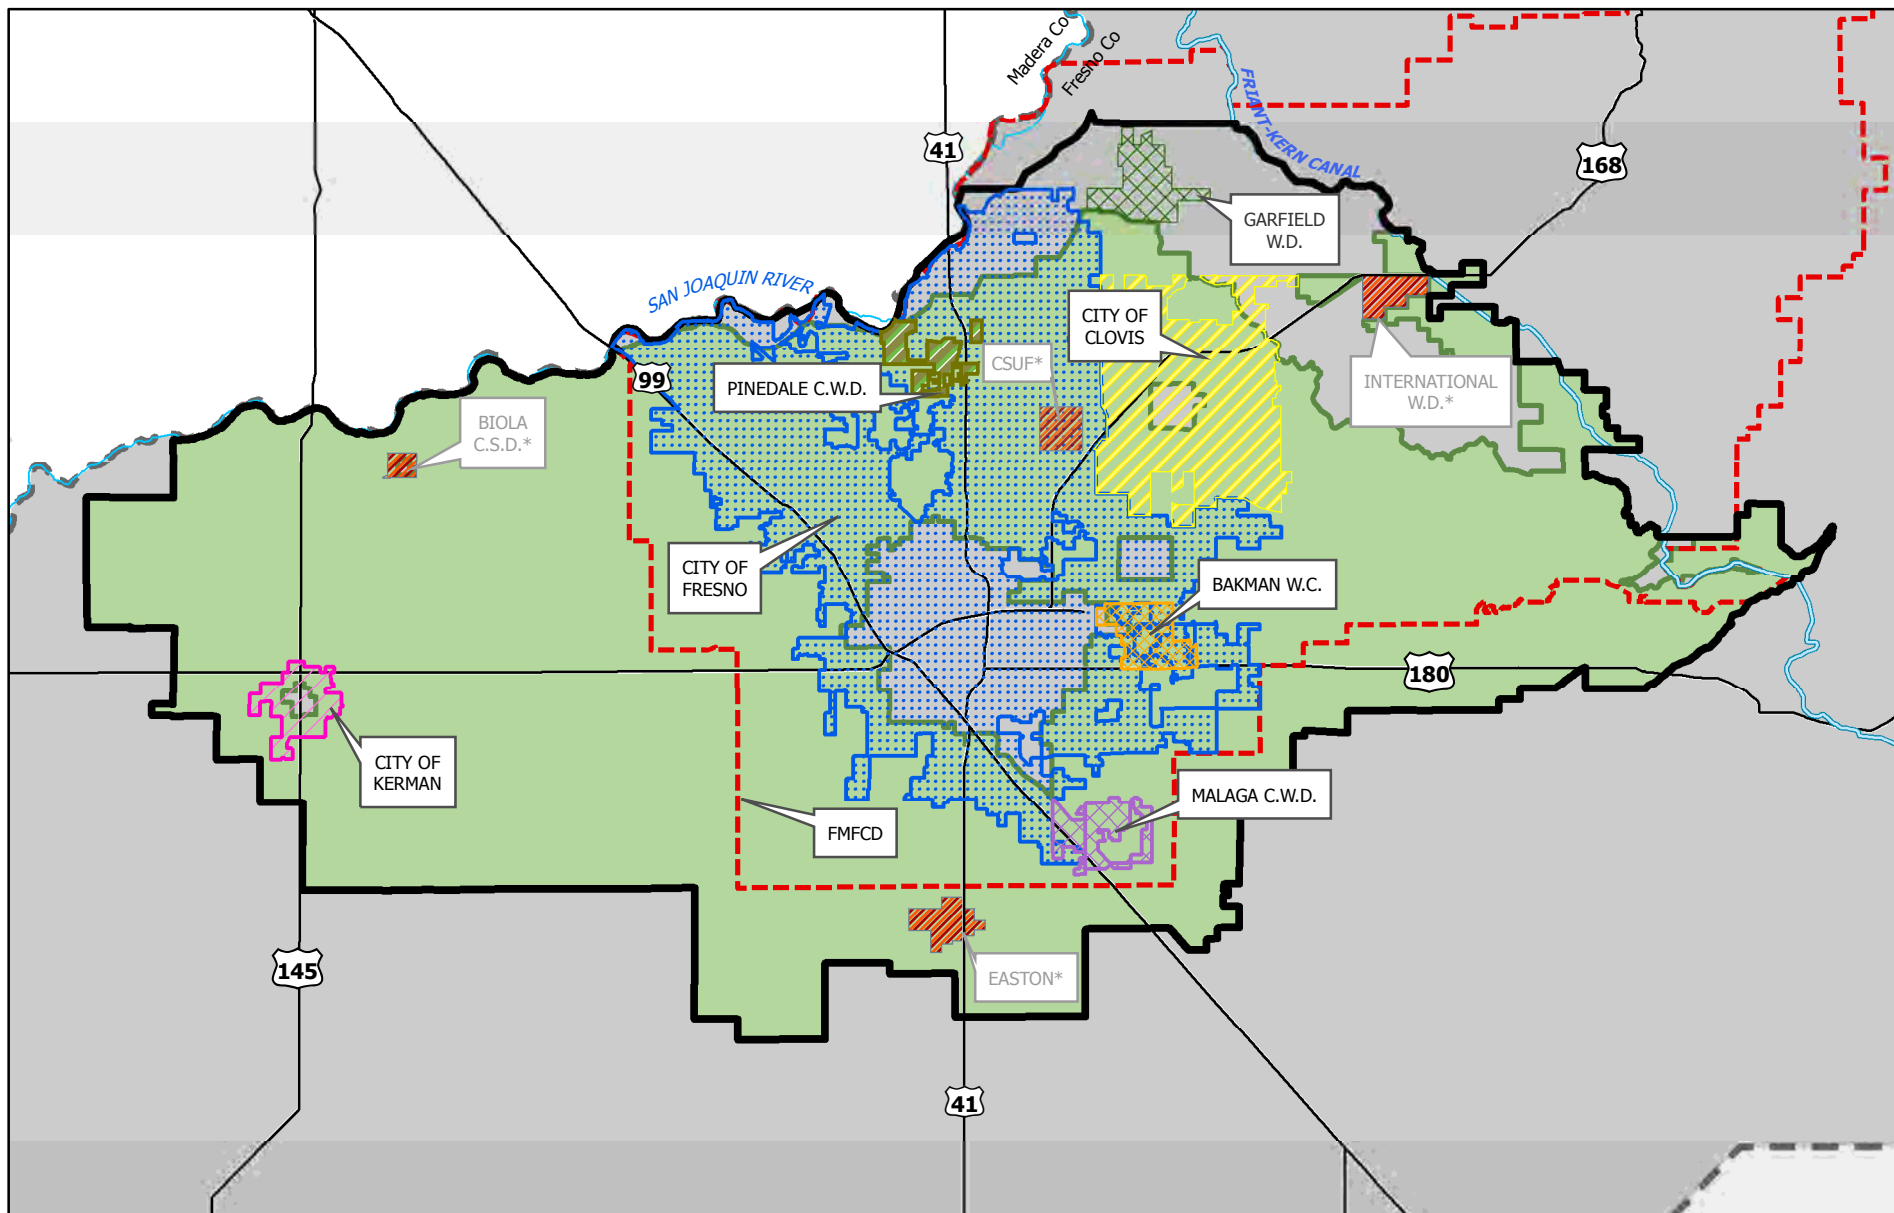 Madera Co
Fresno Co
41
FRIANT-KERN CANAL
168
GARFIELD
W.D.
SAN JOAQUIN RIVER
CITY OF
CLOVIS
99
CSUF*
PINEDALE C.W.D.
INTERNATIONAL
W.D.*
BIOLA
C.S.D.*
CITY OF
FRESNO
BAKMAN W.C.
180
CITY OF
KERMAN
MALAGA C.W.D.
FMFCD
145
EASTON*
41